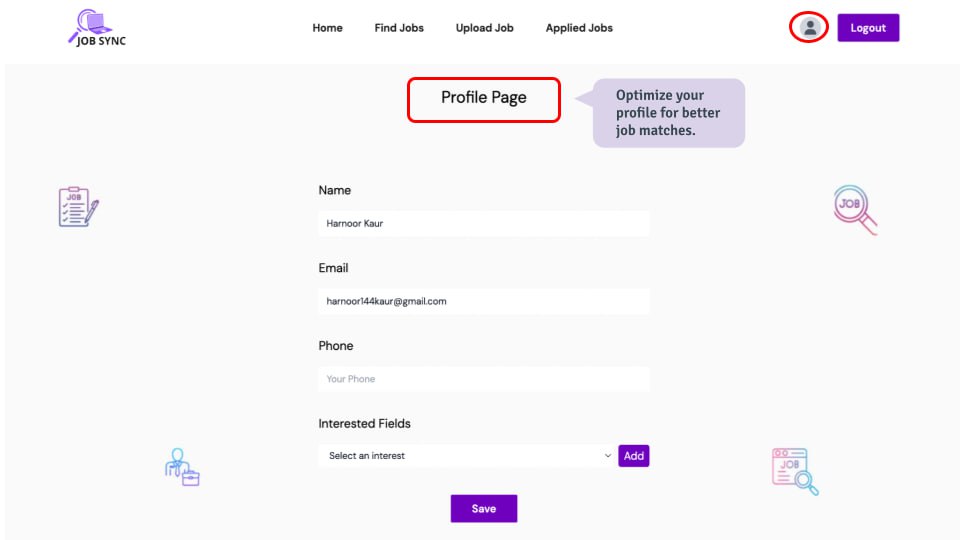 JOB SYNC
Home
Find Jobs
Upload Job
Applied Jobs
Logout
Profile Page
Optimize your
profile for better
job matches.
JOB
JOB
Name
Harnoor Kaur
Email
harnoor144kaur@gmail.com
Phone
Your Phone
Interested Fields
Select an interest
Add
JOB
Save